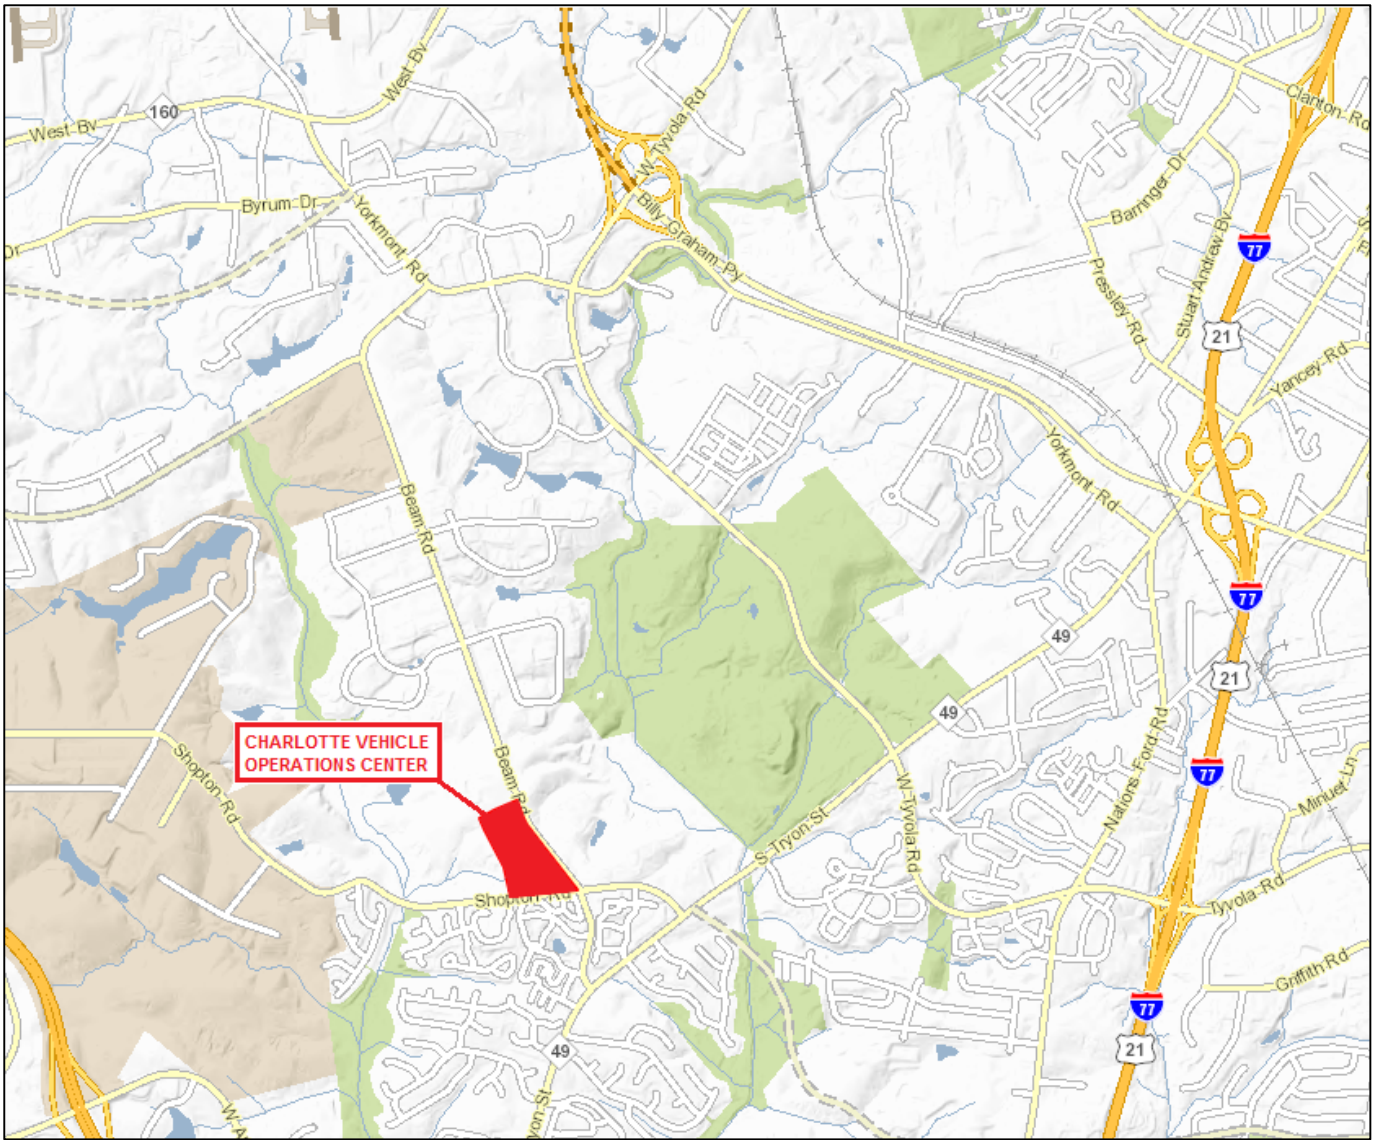 160
West Bv
West Bv
W-Tyvola-Rd
Clanton-Rd
Byrum-Dr
Dr
Yorkmont Rd
Billy-Graham-Py
Barringer-Dr
Stuart-Andrew-Bv
77
Pressley-Rd
21
Yancey-Rd
Yorkmont-Rd
Beam-Rd
77
49
21
49
CHARLOTTE VEHICLE
OPERATIONS CENTER
Shopton-Rd
Beam-Rd
Nations-Ford-Rd
77
Minuet-Ln
W-Tyvola Rd
S-Tryon-St
Shopton-Rd
Tyvola-Rd
Griffith-Rd
77
21
49
yon-St
W-A